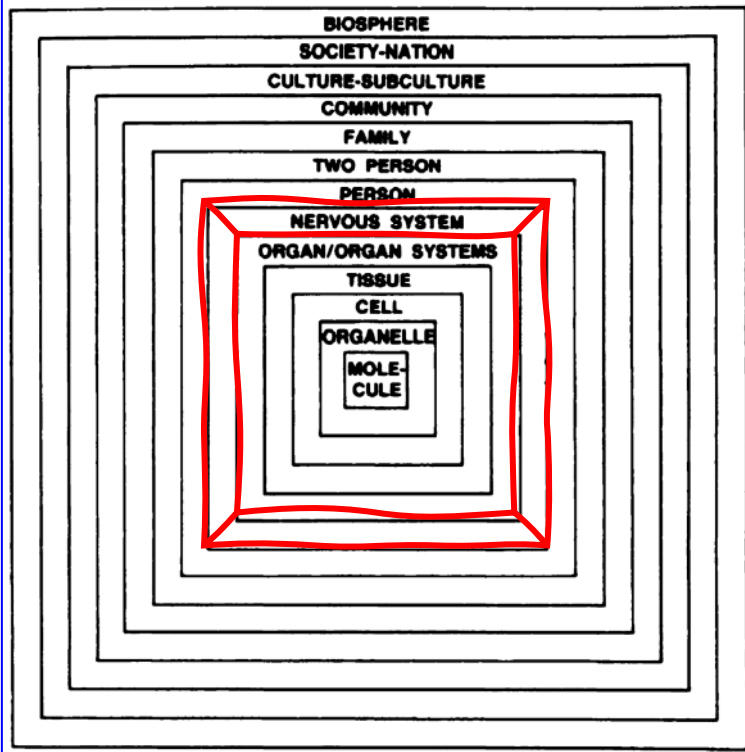 BIOSPHERE
SOCIETY-NATION
CULTURE-SUBCULTURE
COMMUNITY
FAMILY
TWO PERSON
PERSON
NERVOUS SYSTEM
ORGAN/ORGAN SYSTEMS
TISSUE
CELL
ORGANELLE
MOLE-
CULE